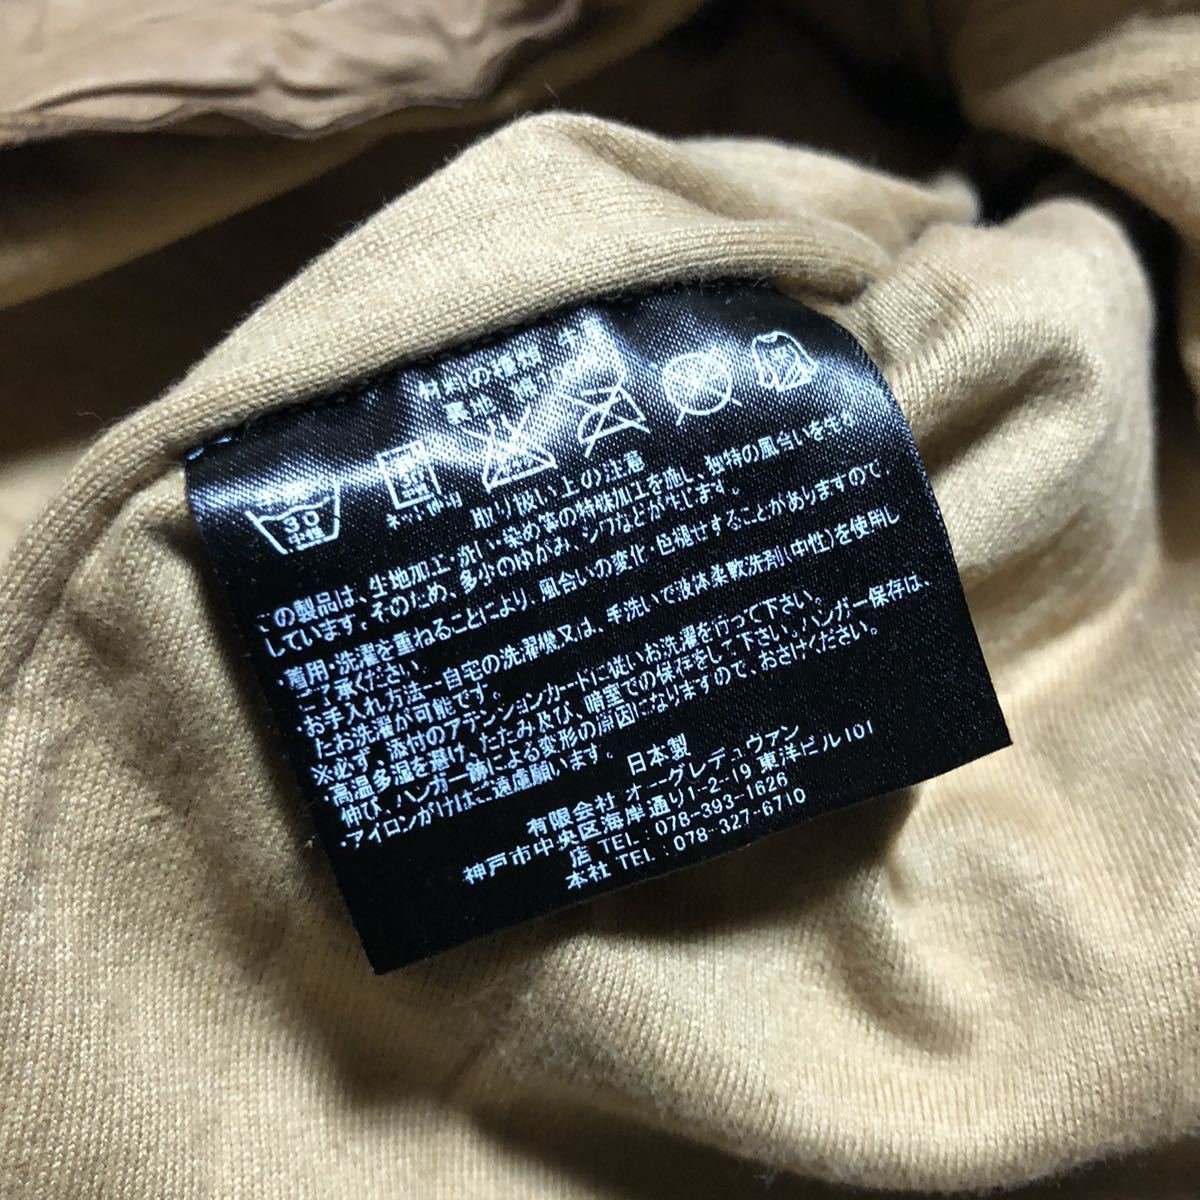 材料の種類
裏地
30
中性
ネット使用
取り扱い上の注意
この製品は、生地加工・洗い・染め等の特殊加工を施し、独特の風合いを生み出
しています。そのため、多少のゆがみ、シワなどが生じます。
・着用・洗濯を重ねることにより、風合いの変化・色褪せすることがありますので、
ご了承ください。
・お手入れ方法--自宅の洗濯機又は、手洗いで液体柔軟洗剤(中性)を使用し
たお洗濯が可能です。
※必ず、添付のアテンションカードに従いお洗濯を行って下さい。
・高温多湿を避け、たたみ及び、暗室での保存をして下さい。ハンガー保存は、
伸び、ハンガー跡による変形の原因になりますので、おさけください。
・アイロンがけはご遠慮願います。
日本製
有限会社 オーグレデュヴァン
神戸市中央区海岸通り1-2-19 東洋ビル101
店 TEL:078-393-1626
本社 TEL:078-327-6710